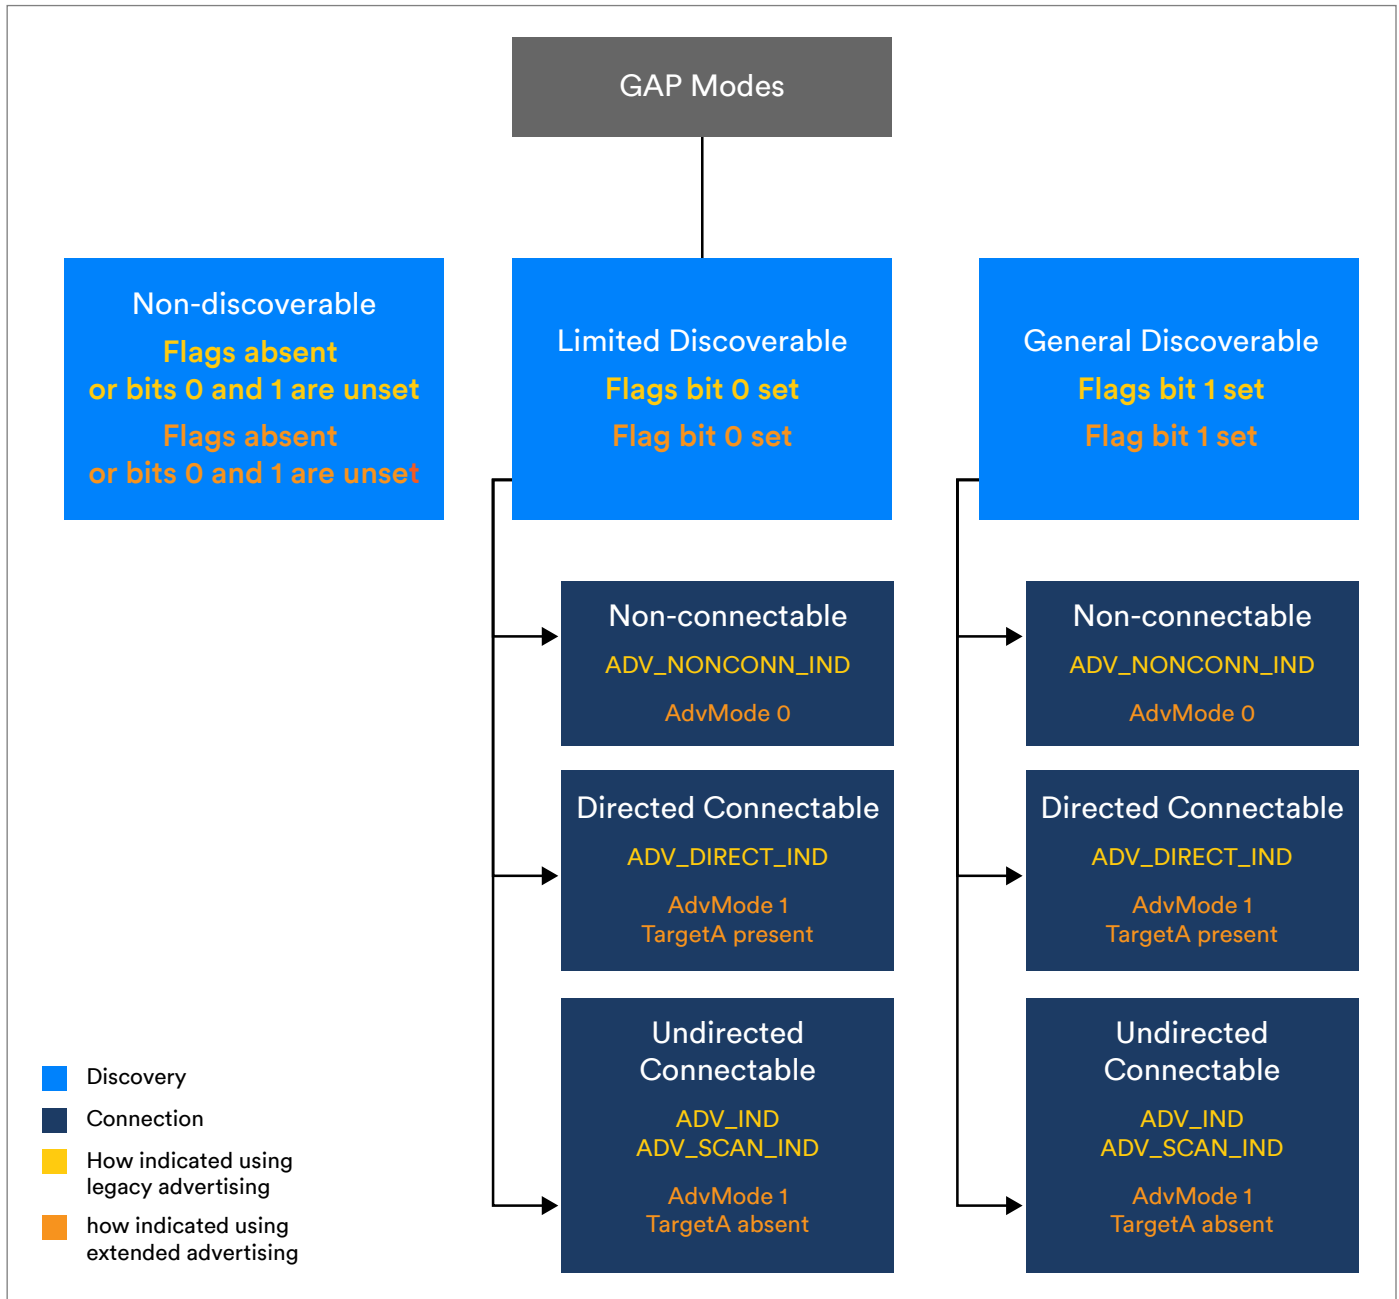 GAP Modes
Non-discoverable
Flags absent
or bits 0 and 1 are unset
Flags absent
or bits 0 and 1 are unset
Limited Discoverable
Flags bit 0 set
Flag bit 0 set
General Discoverable
Flags bit 1 set
Flag bit 1 set
Non-connectable
ADV_NONCONN_IND
AdvMode 0
Directed Connectable
ADV_DIRECT_IND
AdvMode 1
TargetA present
Undirected
Connectable
ADV_IND
ADV_SCAN_IND
AdvMode 1
TargetA absent
Non-connectable
ADV_NONCONN_IND
AdvMode 0
Directed Connectable
ADV_DIRECT_IND
AdvMode 1
TargetA present
Undirected
Connectable
ADV_IND
ADV_SCAN_IND
AdvMode 1
TargetA absent
Discovery
Connection
How indicated using
legacy advertising
how indicated using
extended advertising